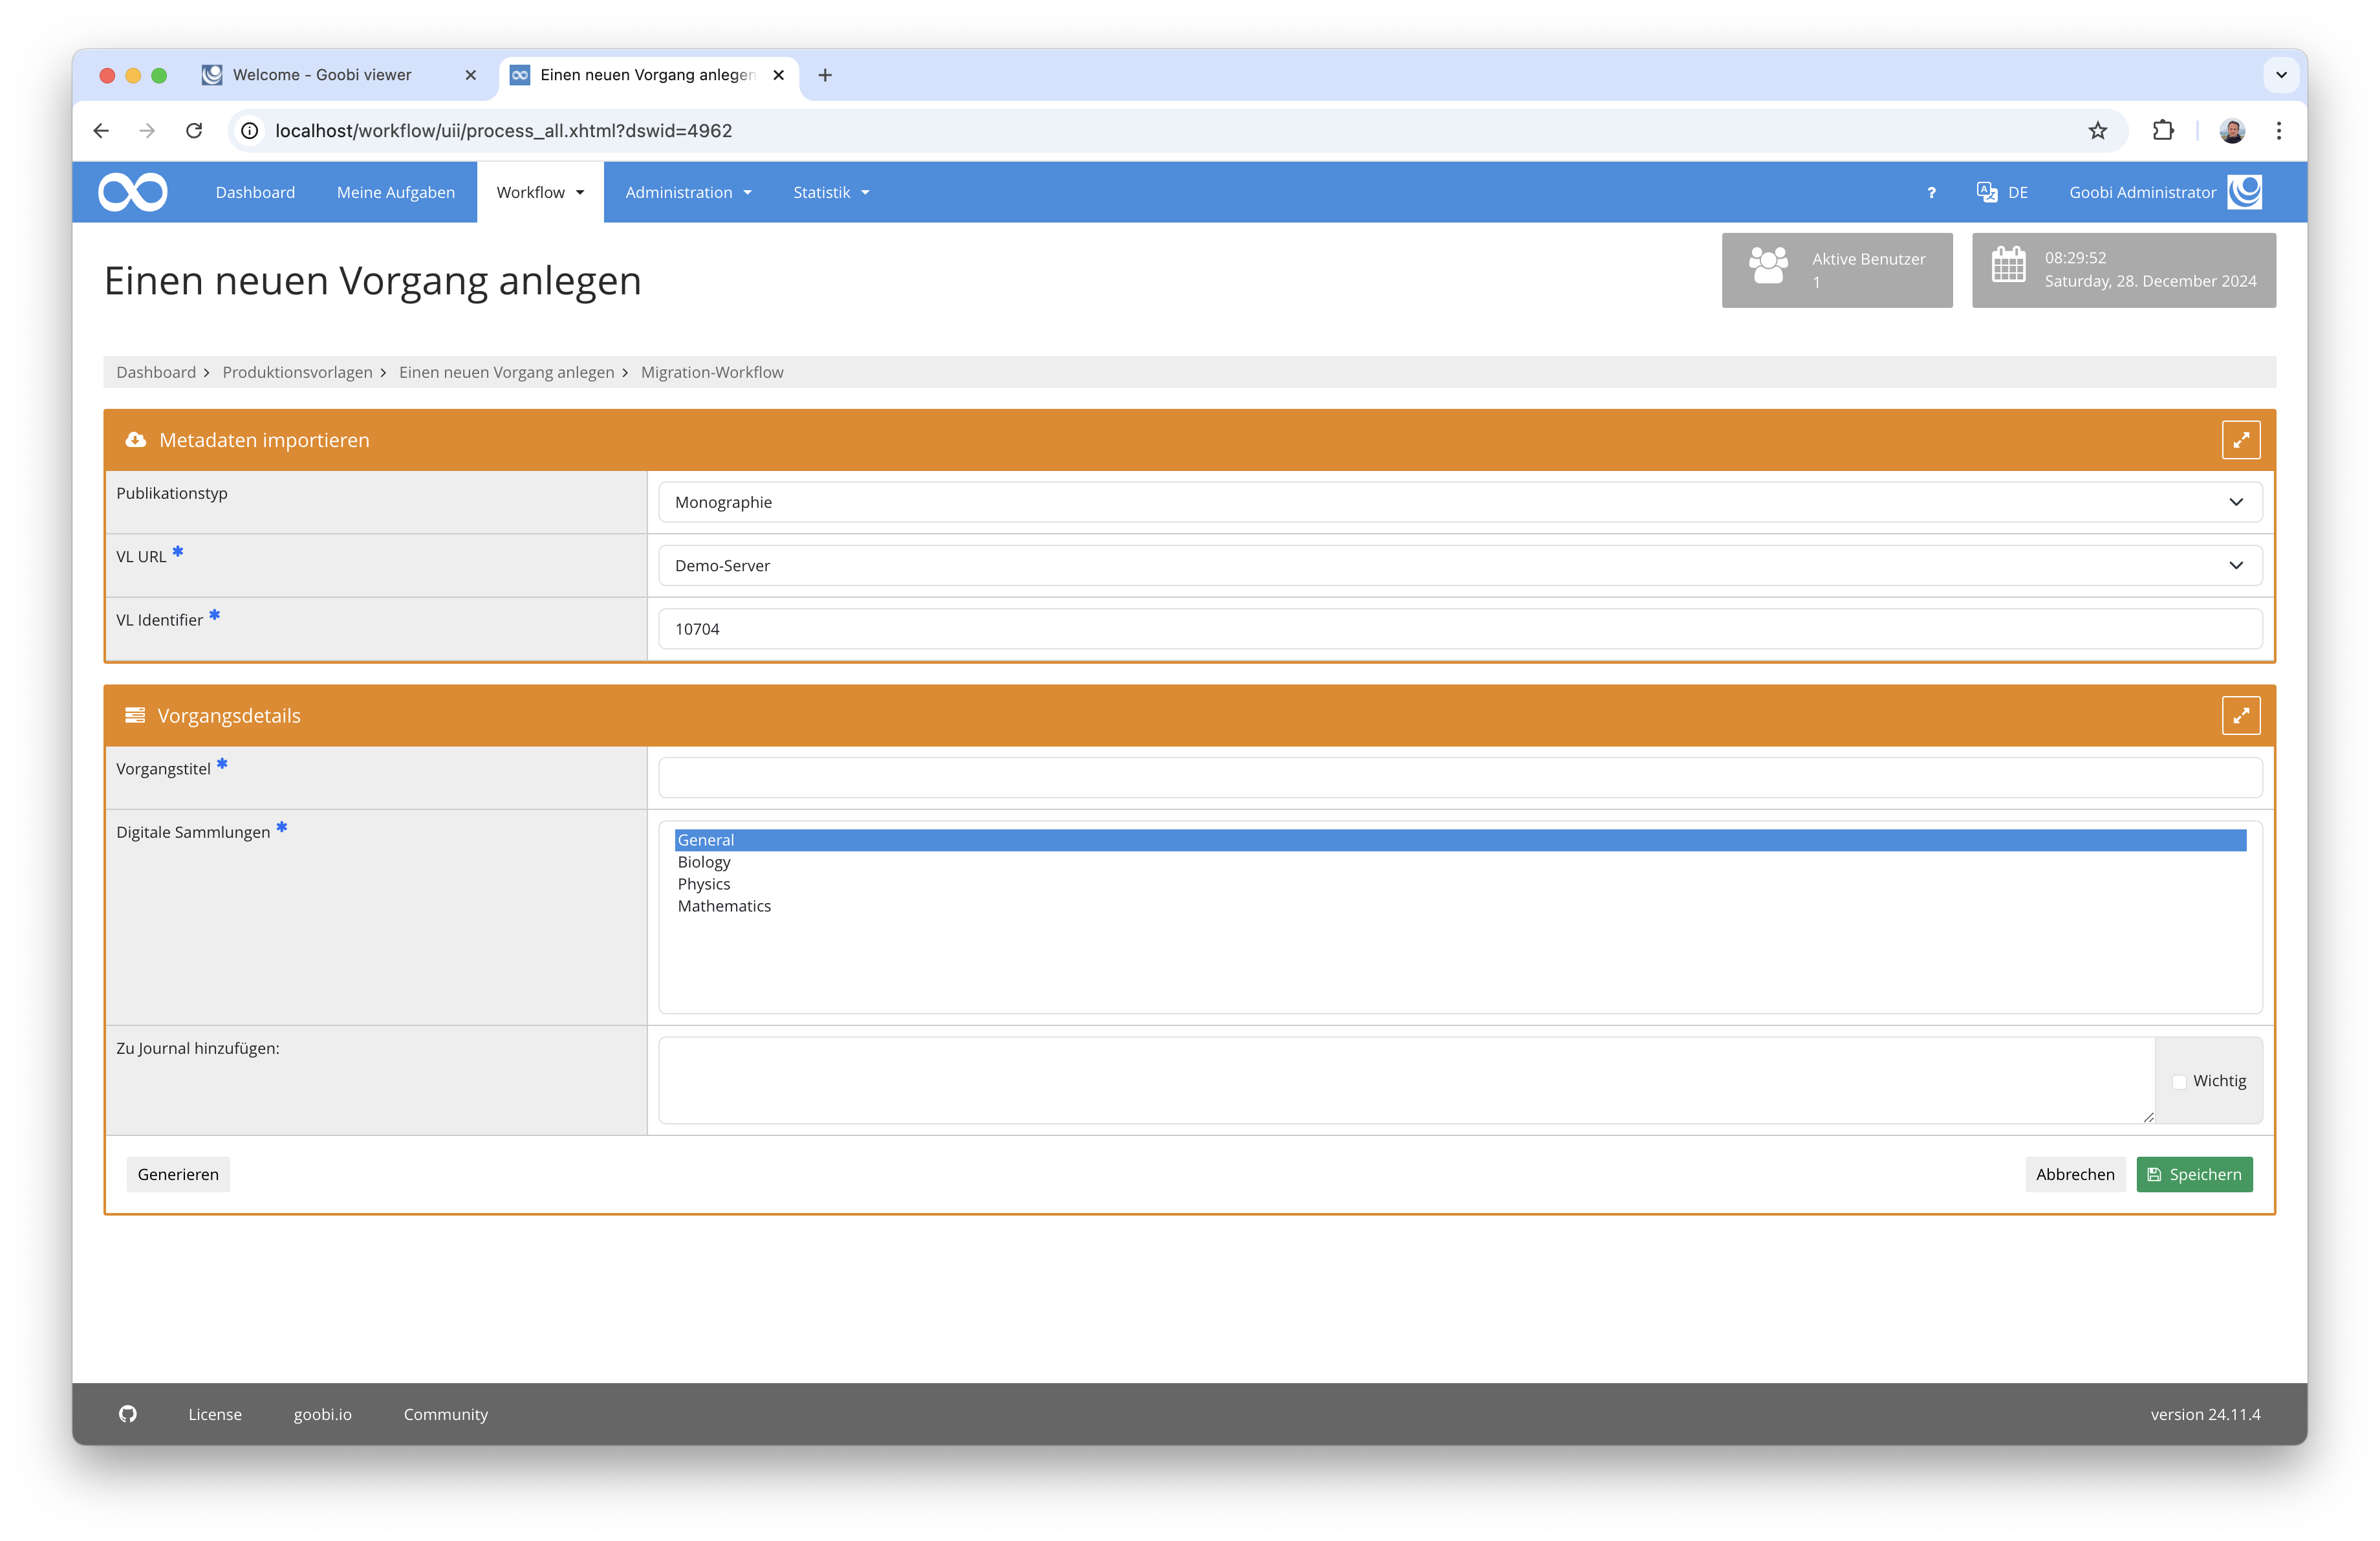 Welcome - Goobi viewer
Einen neuen Vorgang anlegen
localhost/workflow/uii/process_all.xhtml?dswid=4962
Dashboard Meine Aufgaben Workflow Administration Statistik ? DE Goobi Administrator
Einen neuen Vorgang anlegen
Aktive Benutzer
1
08:29:52
Saturday, 28. December 2024
Dashboard > Produktionsvorlagen > Einen neuen Vorgang anlegen > Migration-Workflow
Metadaten importieren
Publikationstyp
Monographie
VL URL *
Demo-Server
VL Identifier *
10704
Vorgangsdetails
Vorgangstitel *
Digitale Sammlungen *
General
Biology
Physics
Mathematics
Zu Journal hinzufügen:
Wichtig
Generieren Abbrechen Speichern
License goobi.io Community version 24.11.4